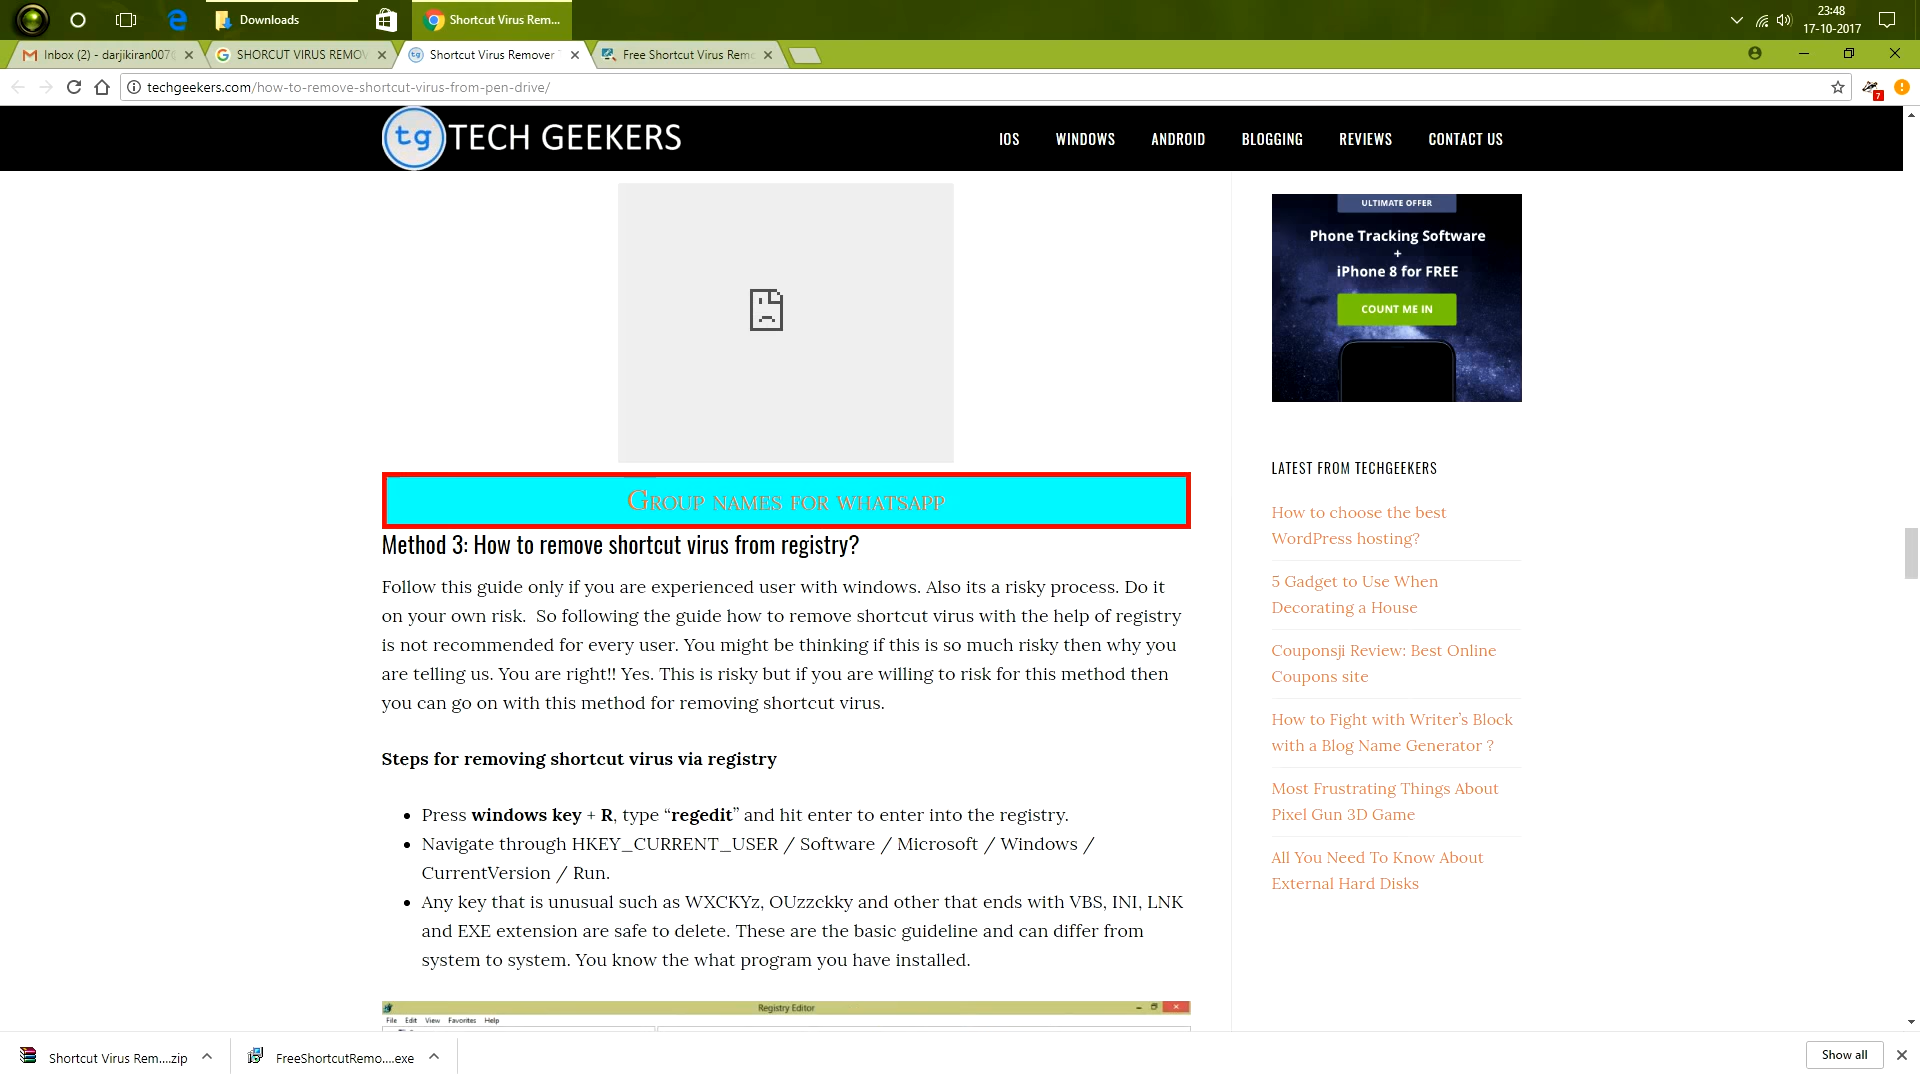 Downloads
Shortcut Virus Rem...
23:48
17-10-2017
Inbox (2) - darjikiran007
SHORCUT VIRUS REMOV
Shortcut Virus Remover
Free Shortcut Virus Remo
techgeekers.com/how-to-remove-shortcut-virus-from-pen-drive/
7
tg TECH GEEKERS
IOS WINDOWS ANDROID BLOGGING REVIEWS CONTACT US
ULTIMATE OFFER
Phone Tracking Software
+
iPhone 8 for FREE
COUNT ME IN
Group names for whatsapp
Method 3: How to remove shortcut virus from registry?
Follow this guide only if you are experienced user with windows. Also its a risky process. Do it
on your own risk.  So following the guide how to remove shortcut virus with the help of registry
is not recommended for every user. You might be thinking if this is so much risky then why you
are telling us. You are right!! Yes. This is risky but if you are willing to risk for this method then
you can go on with this method for removing shortcut virus.
Steps for removing shortcut virus via registry
Press windows key + R, type “regedit” and hit enter to enter into the registry.
Navigate through HKEY_CURRENT_USER / Software / Microsoft / Windows /
CurrentVersion / Run.
Any key that is unusual such as WXCKYz, OUzzckky and other that ends with VBS, INI, LNK
and EXE extension are safe to delete. These are the basic guideline and can differ from
system to system. You know the what program you have installed.
Registry Editor
File Edit View Favorites Help
LATEST FROM TECHGEEKERS
How to choose the best
WordPress hosting?
5 Gadget to Use When
Decorating a House
Couponsji Review: Best Online
Coupons site
How to Fight with Writer’s Block
with a Blog Name Generator ?
Most Frustrating Things About
Pixel Gun 3D Game
All You Need To Know About
External Hard Disks
Shortcut Virus Rem....zip
FreeShortcutRemo....exe
Show all